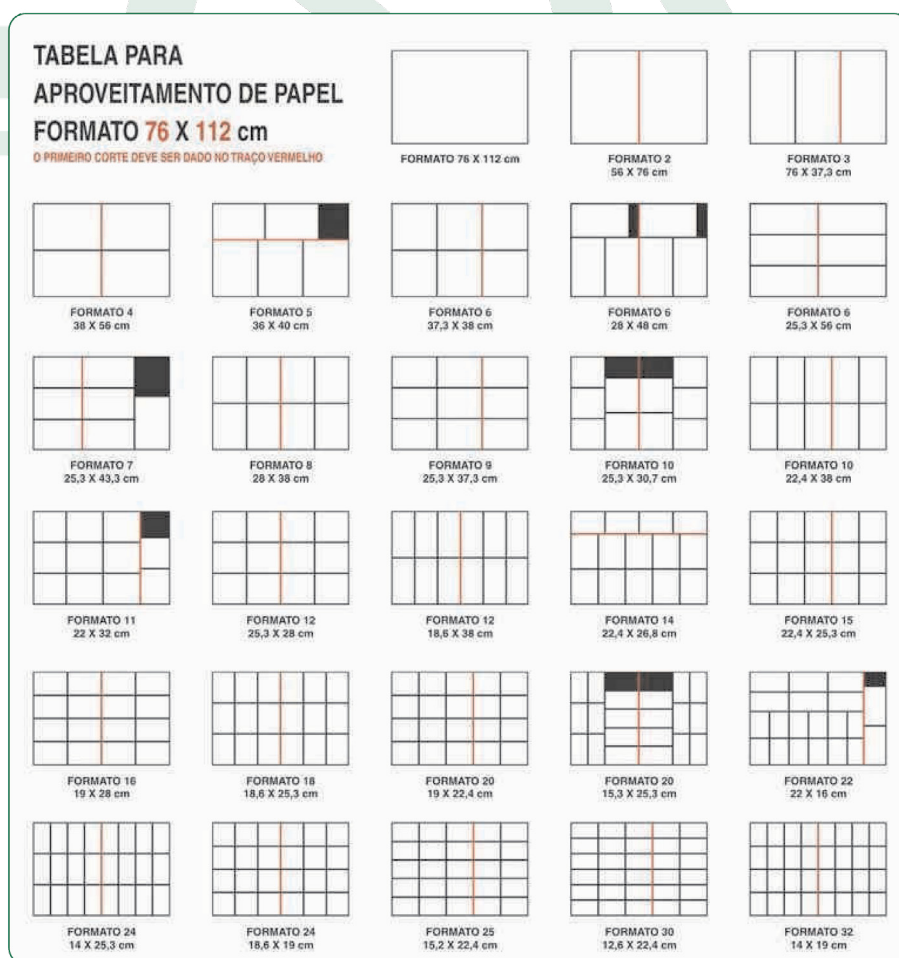 TABELA PARA
APROVEITAMENTO DE PAPEL
FORMATO 76 X 112 cm
O PRIMEIRO CORTE DEVE SER DADO NO TRAÇO VERMELHO
FORMATO 76 X 112 cm
FORMATO 2
56 X 76 cm
FORMATO 3
76 X 37,3 cm
FORMATO 4
38 X 56 cm
FORMATO 5
36 X 40 cm
FORMATO 6
37,3 X 38 cm
FORMATO 6
28 X 48 cm
FORMATO 6
25,3 X 56 cm
FORMATO 7
25,3 X 43,3 cm
FORMATO 8
28 X 38 cm
FORMATO 9
25,3 X 37,3 cm
FORMATO 10
25,3 X 30,7 cm
FORMATO 10
22,4 X 38 cm
FORMATO 11
22 X 32 cm
FORMATO 12
25,3 X 28 cm
FORMATO 12
18,6 X 38 cm
FORMATO 14
22,4 X 26,8 cm
FORMATO 15
22,4 X 25,3 cm
FORMATO 16
19 X 28 cm
FORMATO 18
18,6 X 25,3 cm
FORMATO 20
19 X 22,4 cm
FORMATO 20
15,3 X 25,3 cm
FORMATO 22
22 X 16 cm
FORMATO 24
14 X 25,3 cm
FORMATO 24
18,6 X 19 cm
FORMATO 25
15,2 X 22,4 cm
FORMATO 30
12,6 X 22,4 cm
FORMATO 32
14 X 19 cm